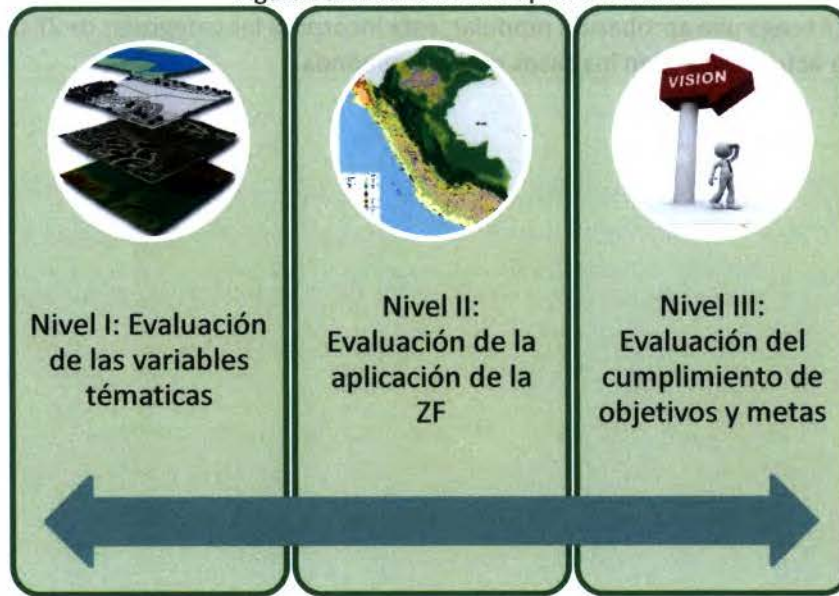 VISION
Nivel I: Evaluación
de las variables
tématicas
Nivel II:
Evaluación de la
aplicación de la
ZF
Nivel III:
Evaluación del
cumplimiento de
objetivos y metas